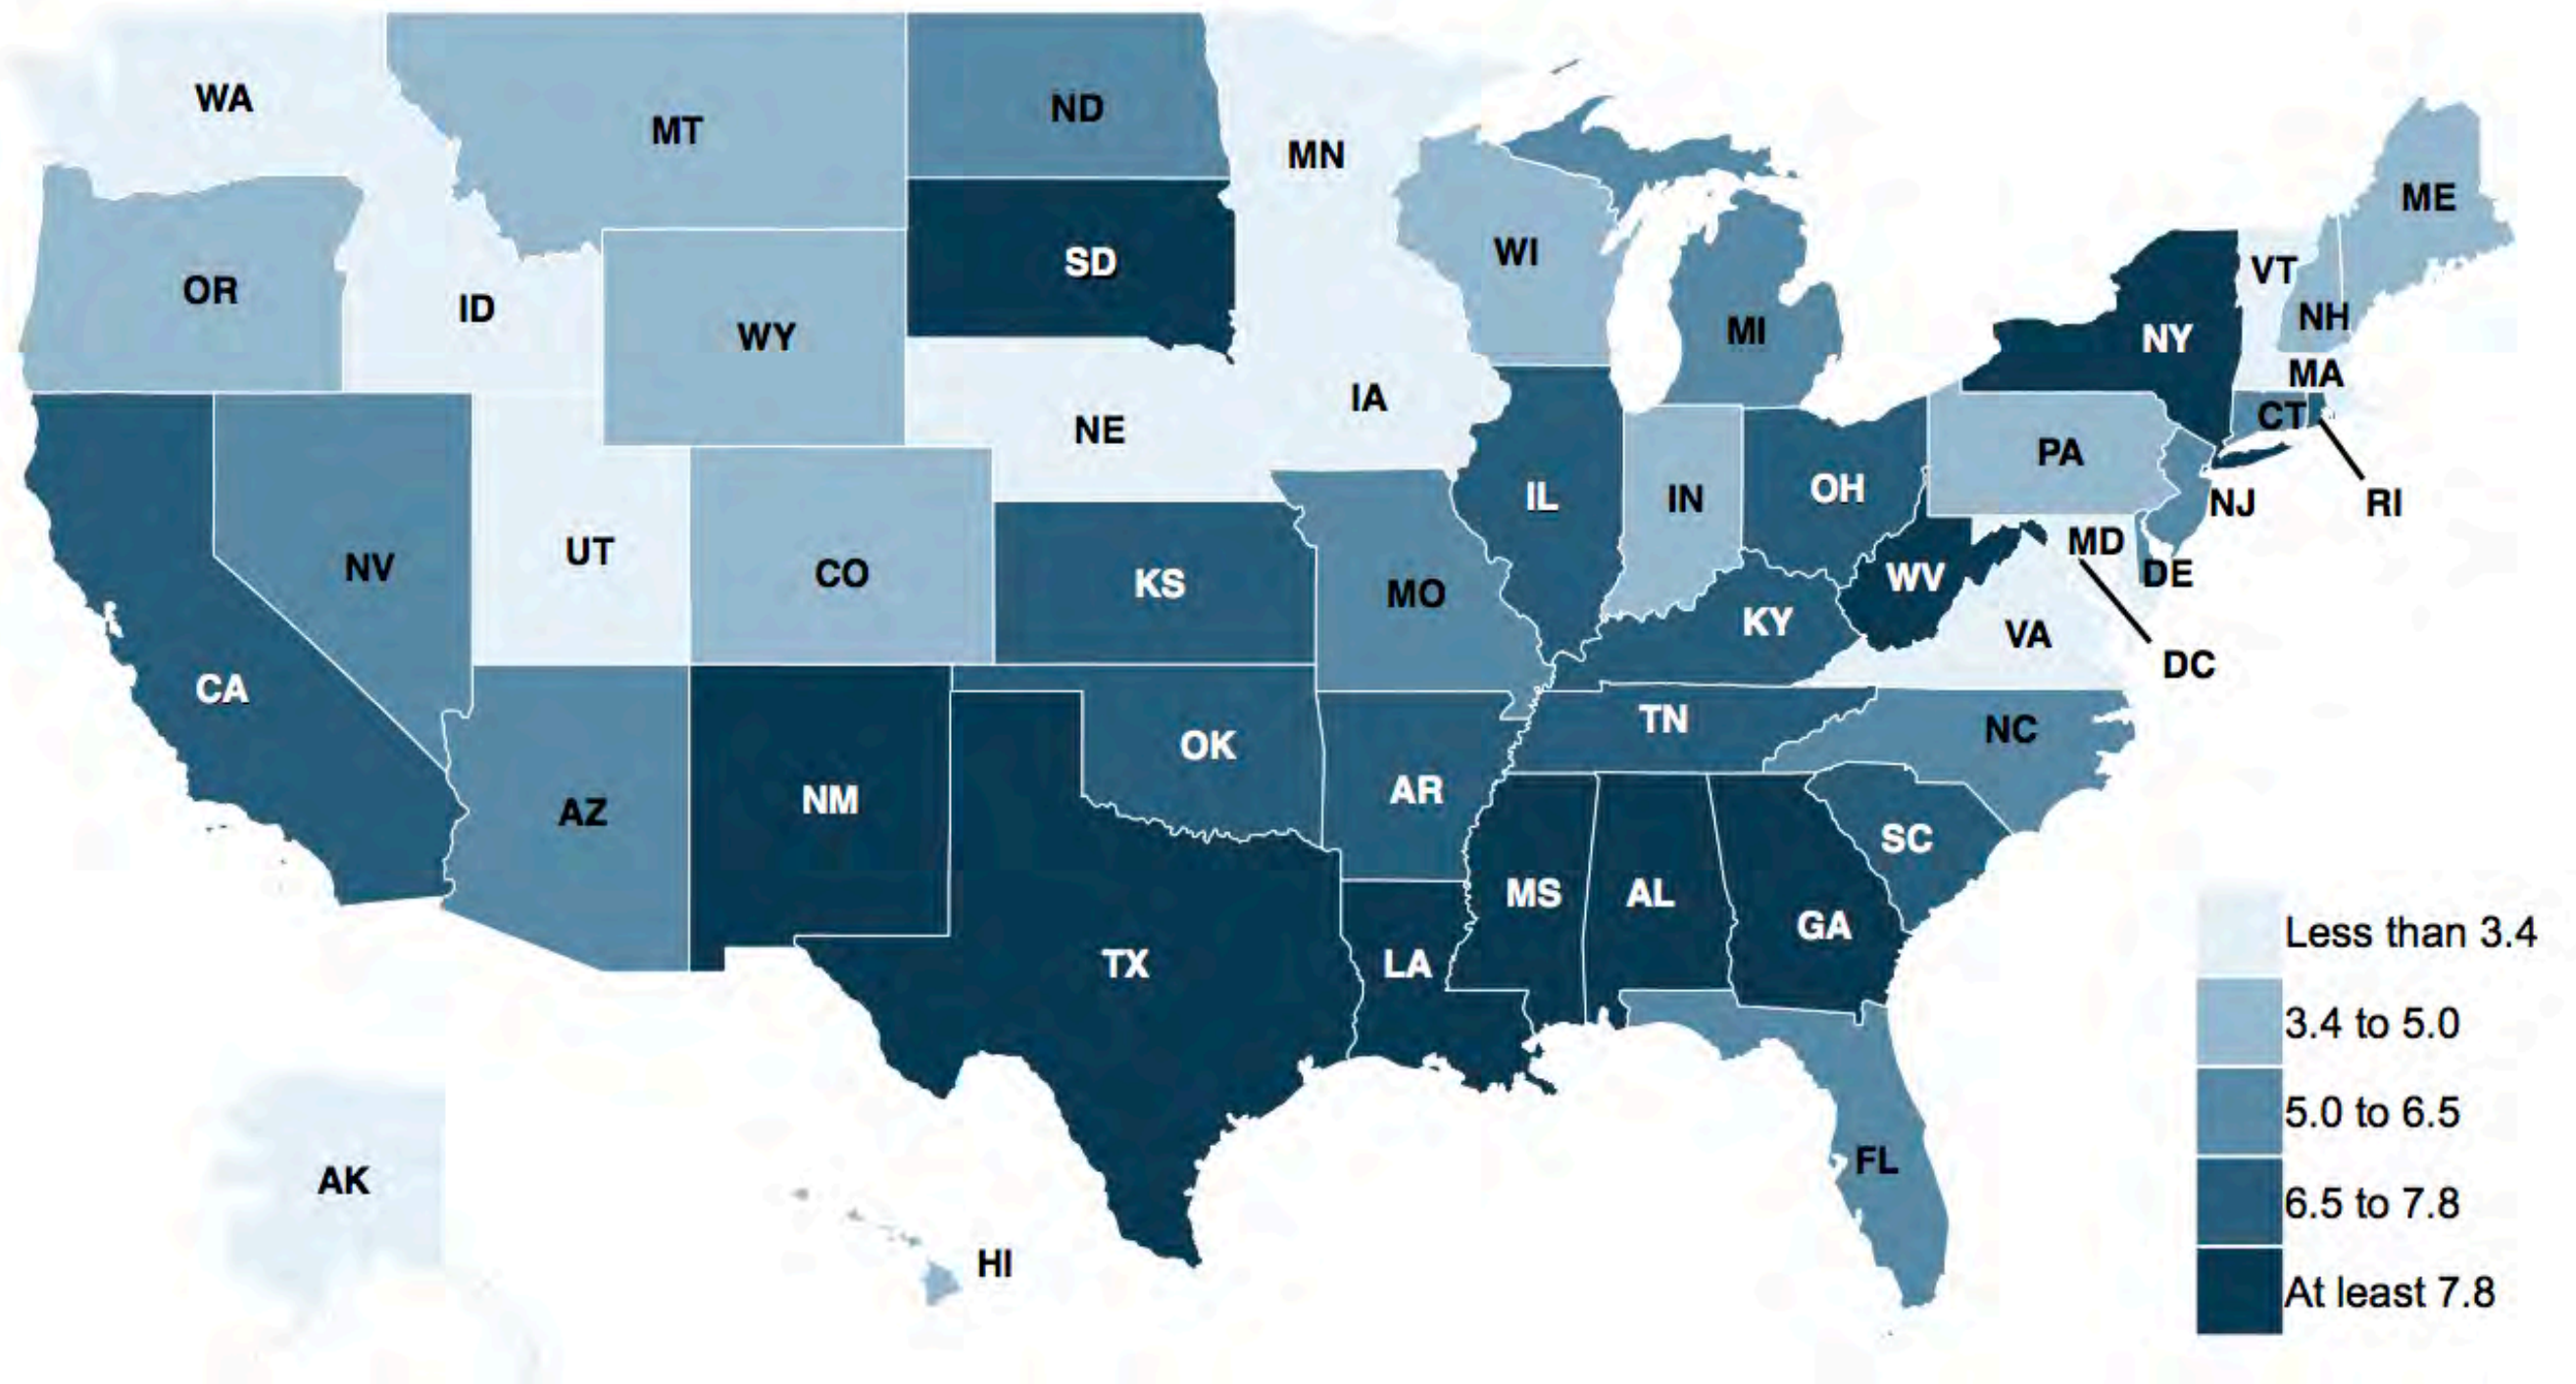 WA
MT
ND
MN
ME
OR
ID
WY
SD
WI
MI
VT
NH
NY
MA
CT
RI
NE
IA
PA
NJ
NV
UT
CO
KS
MO
IL
IN
OH
WV
MD
DE
VA
DC
KY
CA
AZ
NM
OK
AR
TN
NC
SC
TX
LA
MS
AL
GA
FL
AK
HI
Less than 3.4
3.4 to 5.0
5.0 to 6.5
6.5 to 7.8
At least 7.8